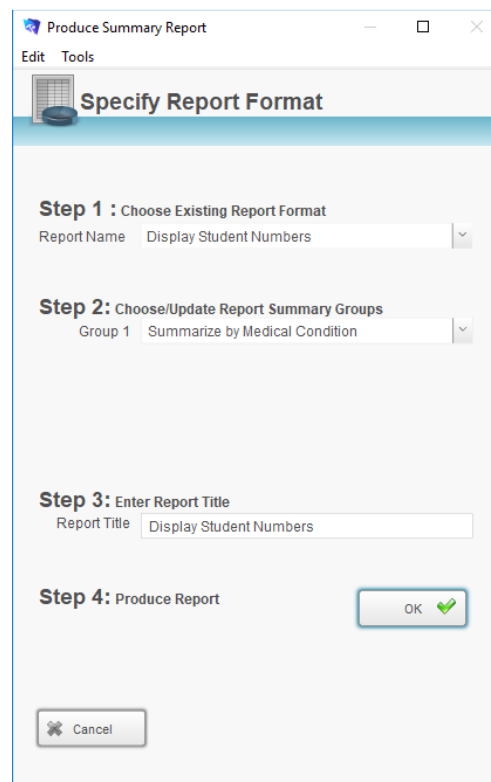 Produce Summary Report
Edit Tools
Specify Report Format
Step 1 : Choose Existing Report Format
Report Name Display Student Numbers
Step 2: Choose/Update Report Summary Groups
Group 1 Summarize by Medical Condition
Step 3: Enter Report Title
Report Title Display Student Numbers
Step 4: Produce Report
OK
Cancel